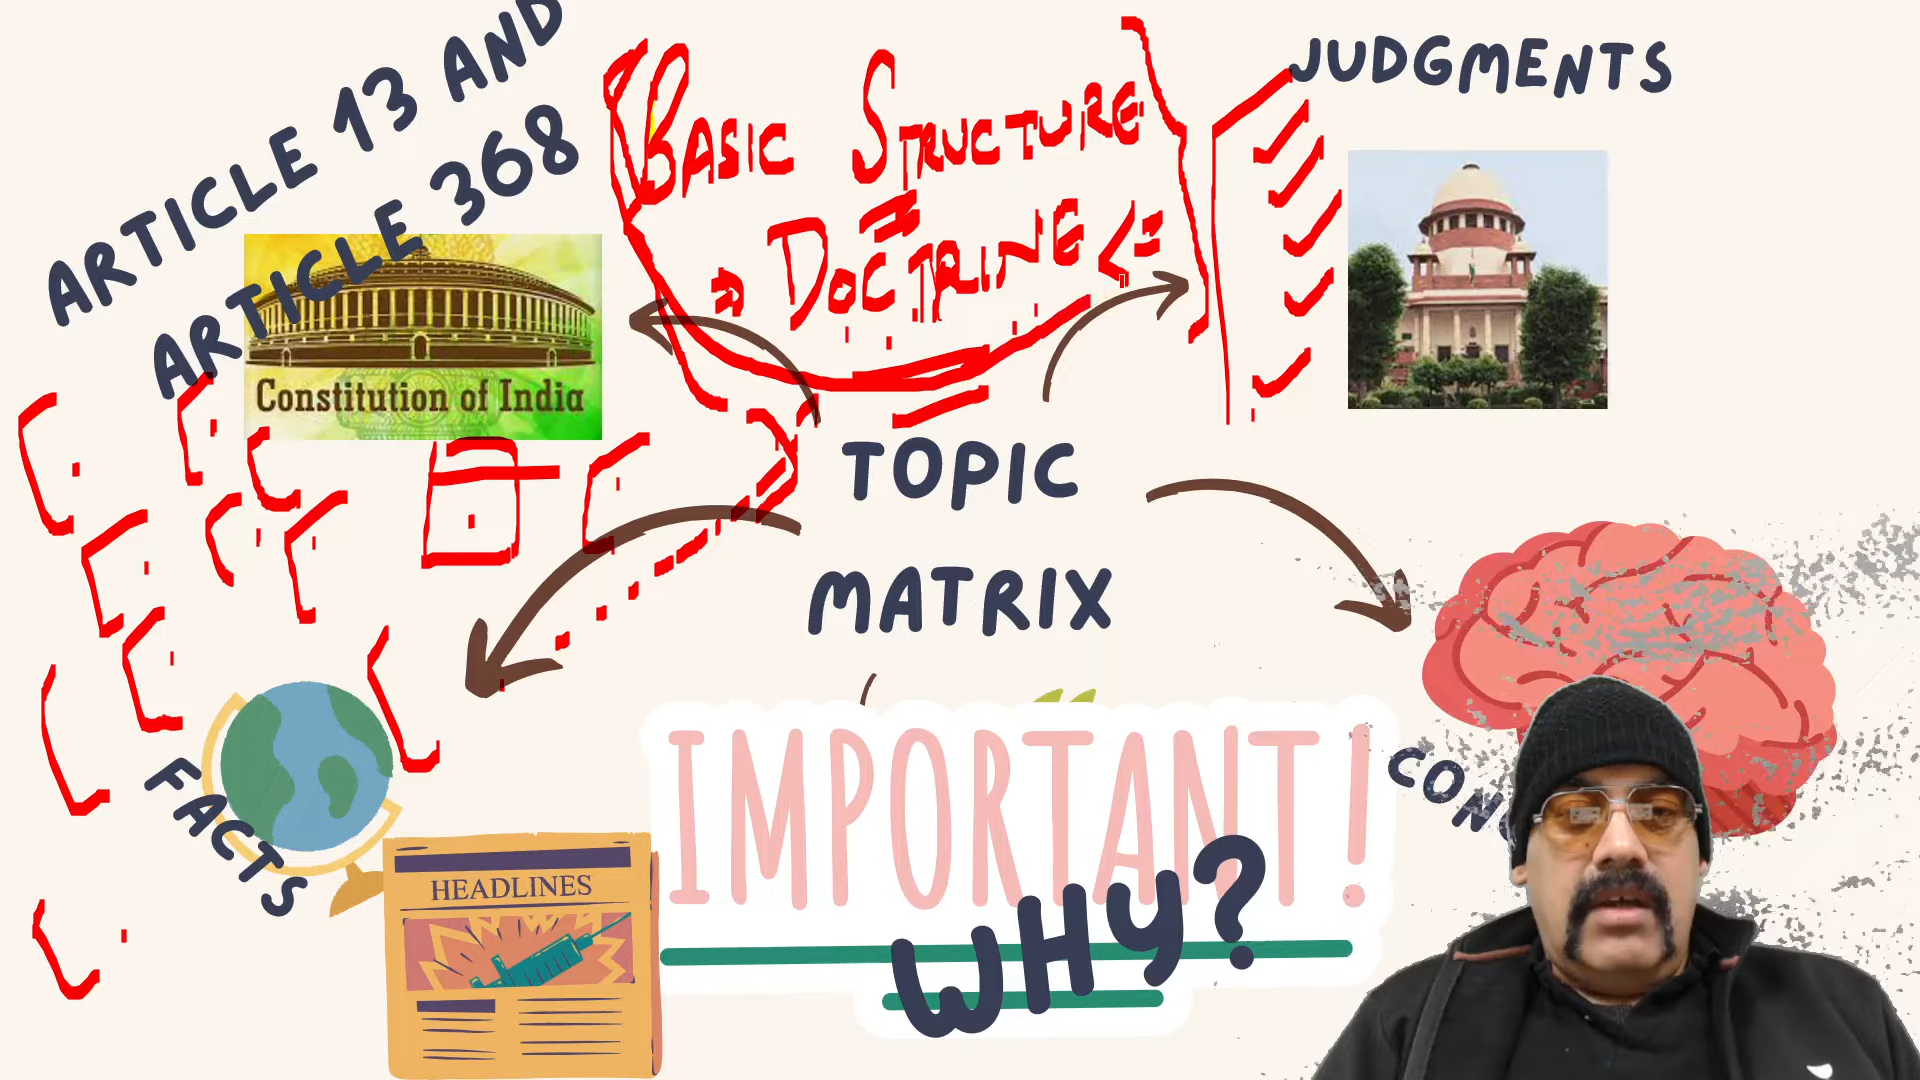 ARTICLE 13 AND
ARTICLE 368
Constitution of India
BASIC STRUCTURE
DOCTRINE
JUDGMENTS
TOPIC
MATRIX
FACTS
HEADLINES
IMPORTANT!
WHY?